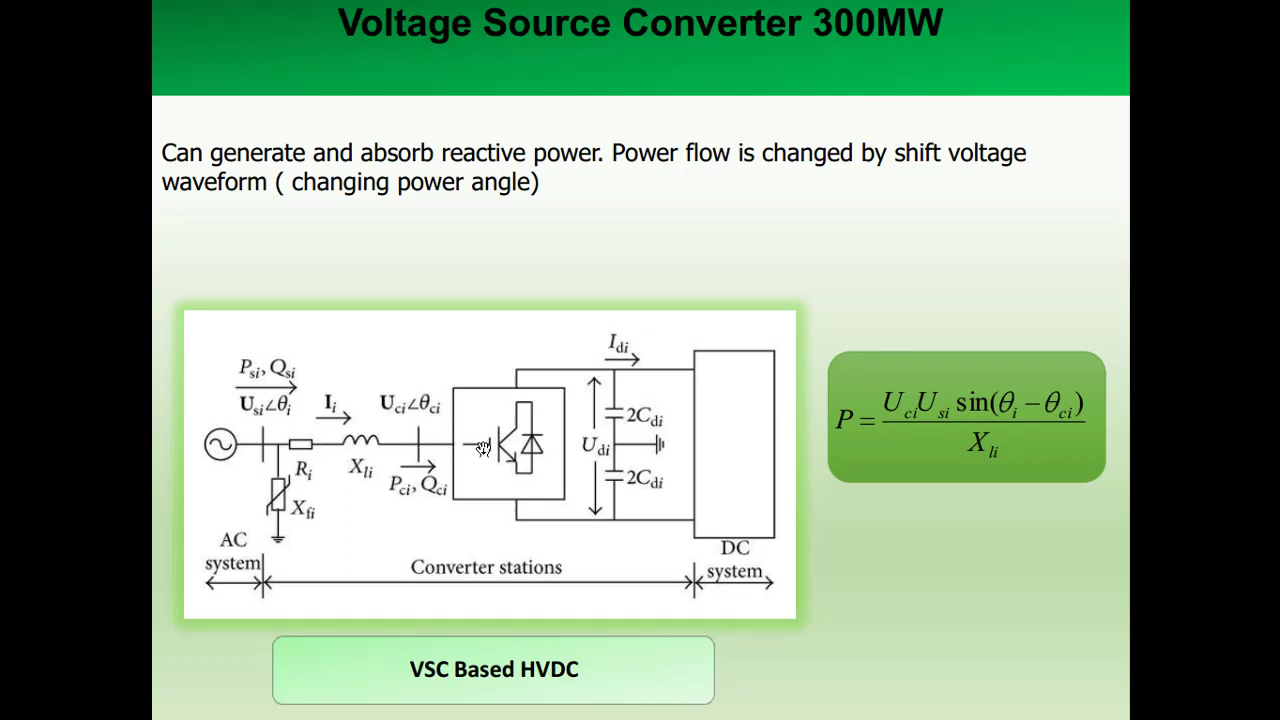 Voltage Source Converter 300MW
Can generate and absorb reactive power. Power flow is changed by shift voltage
waveform ( changing power angle)
I_di
P_si, Q_si
U_si∠θ_i
I_i
U_ci∠θ_ci
2C_di
U_di
R_i
X_li
P_ci, Q_ci
2C_di
X_fi
AC
system
Converter stations
DC
system
P = U_ci U_si sin(θ_i − θ_ci) / X_li
VSC Based HVDC